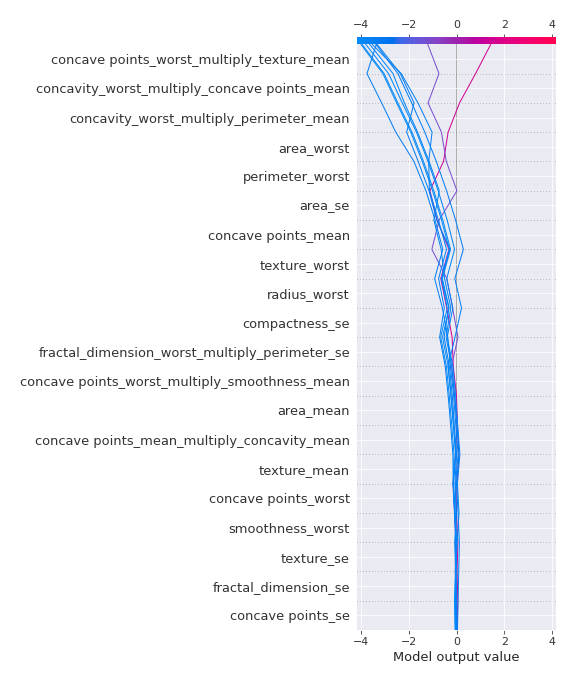 −4 −2 0 2 4
concave points_worst_multiply_texture_mean
concavity_worst_multiply_concave points_mean
concavity_worst_multiply_perimeter_mean
area_worst
perimeter_worst
area_se
concave points_mean
texture_worst
radius_worst
compactness_se
fractal_dimension_worst_multiply_perimeter_se
concave points_worst_multiply_smoothness_mean
area_mean
concave points_mean_multiply_concavity_mean
texture_mean
concave points_worst
smoothness_worst
texture_se
fractal_dimension_se
concave points_se
−4 −2 0 2 4
Model output value